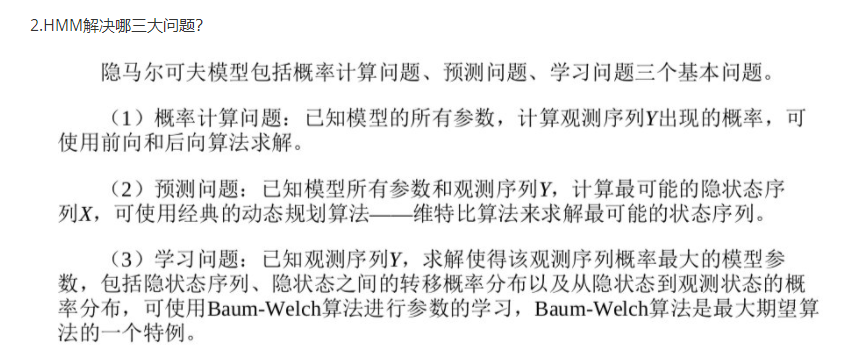 2.HMM解决哪三大问题?
隐马尔可夫模型包括概率计算问题、预测问题、学习问题三个基本问题。
（1）概率计算问题：已知模型的所有参数，计算观测序列Y出现的概率，可
使用前向和后向算法求解。
（2）预测问题：已知模型所有参数和观测序列Y，计算最可能的隐状态序
列X，可使用经典的动态规划算法——维特比算法来求解最可能的状态序列。
（3）学习问题：已知观测序列Y，求解使得该观测序列概率最大的模型参
数，包括隐状态序列、隐状态之间的转移概率分布以及从隐状态到观测状态的概
率分布，可使用Baum-Welch算法进行参数的学习，Baum-Welch算法是最大期望算
法的一个特例。